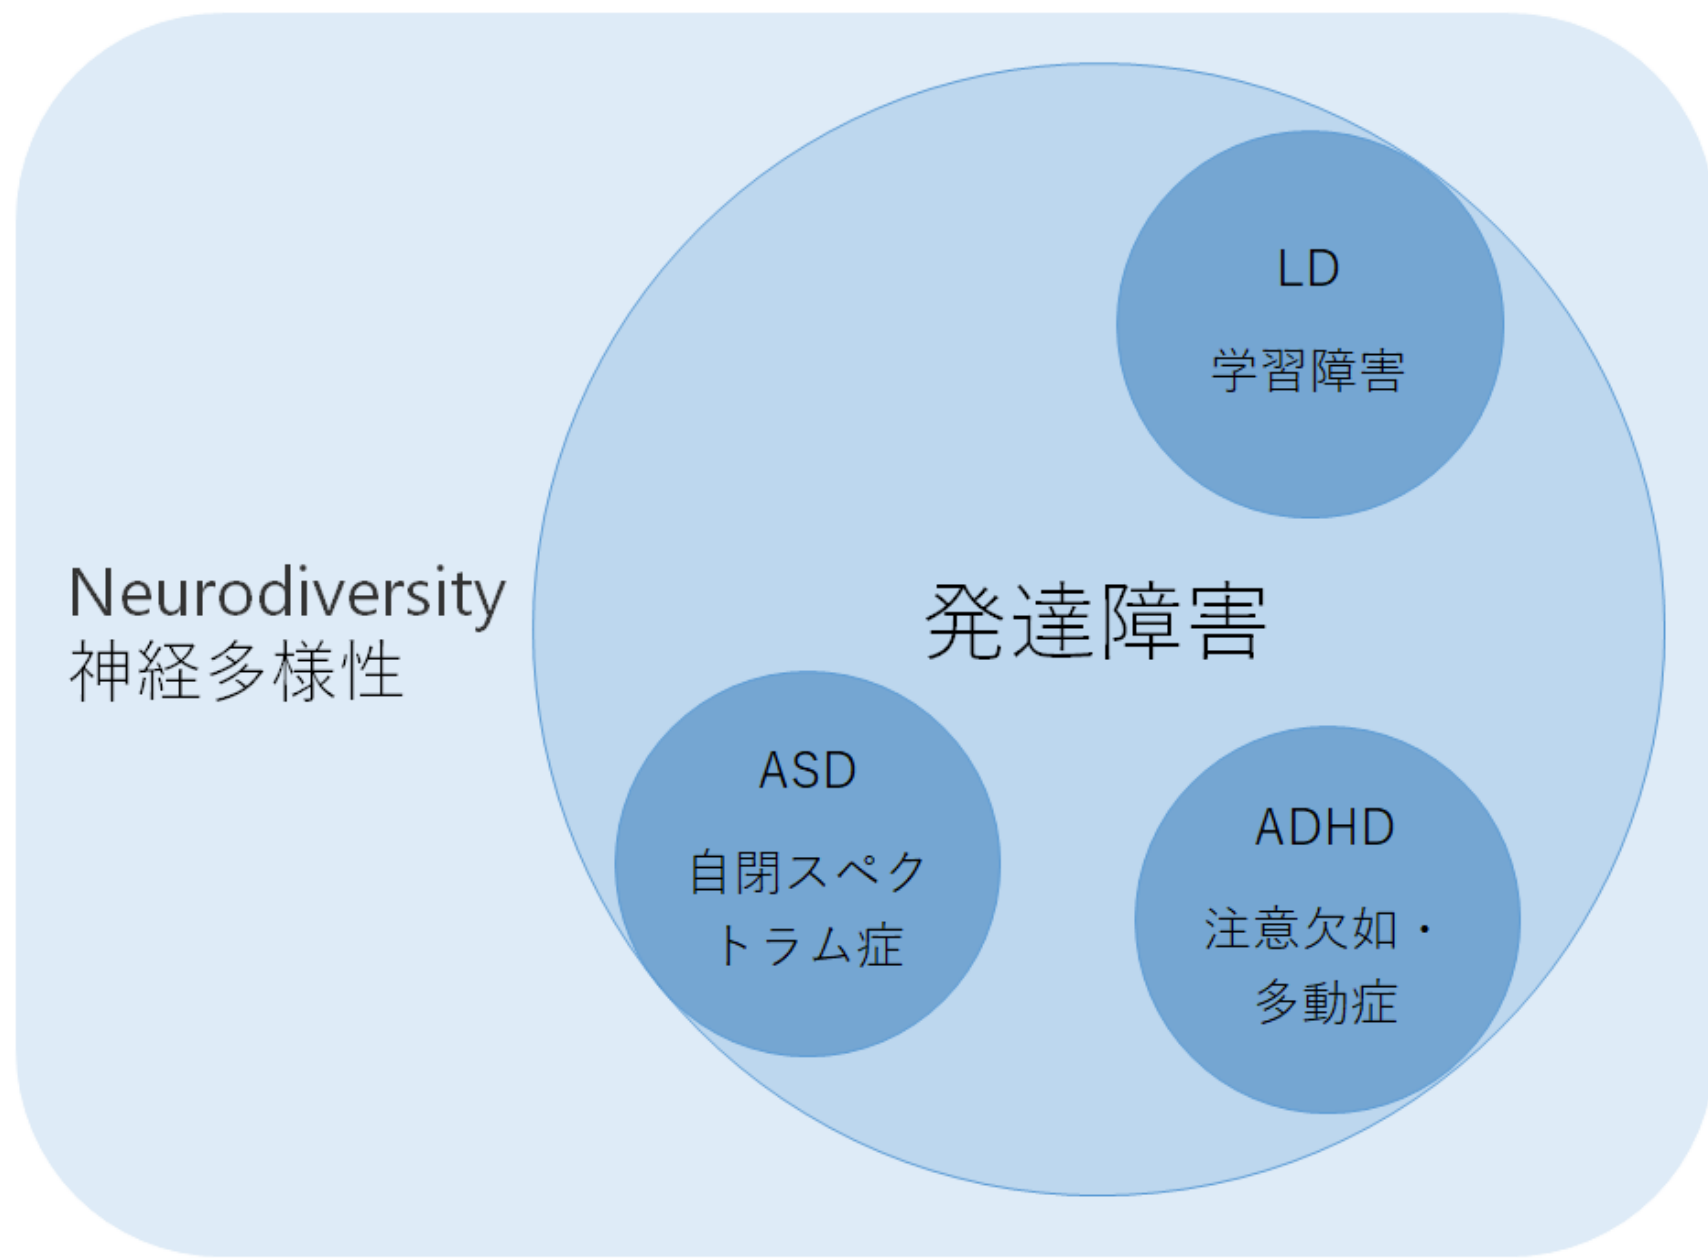 LD
学習障害
Neurodiversity
神経多様性
発達障害
ASD
自閉スペク
トラム症
ADHD
注意欠如・
多動症